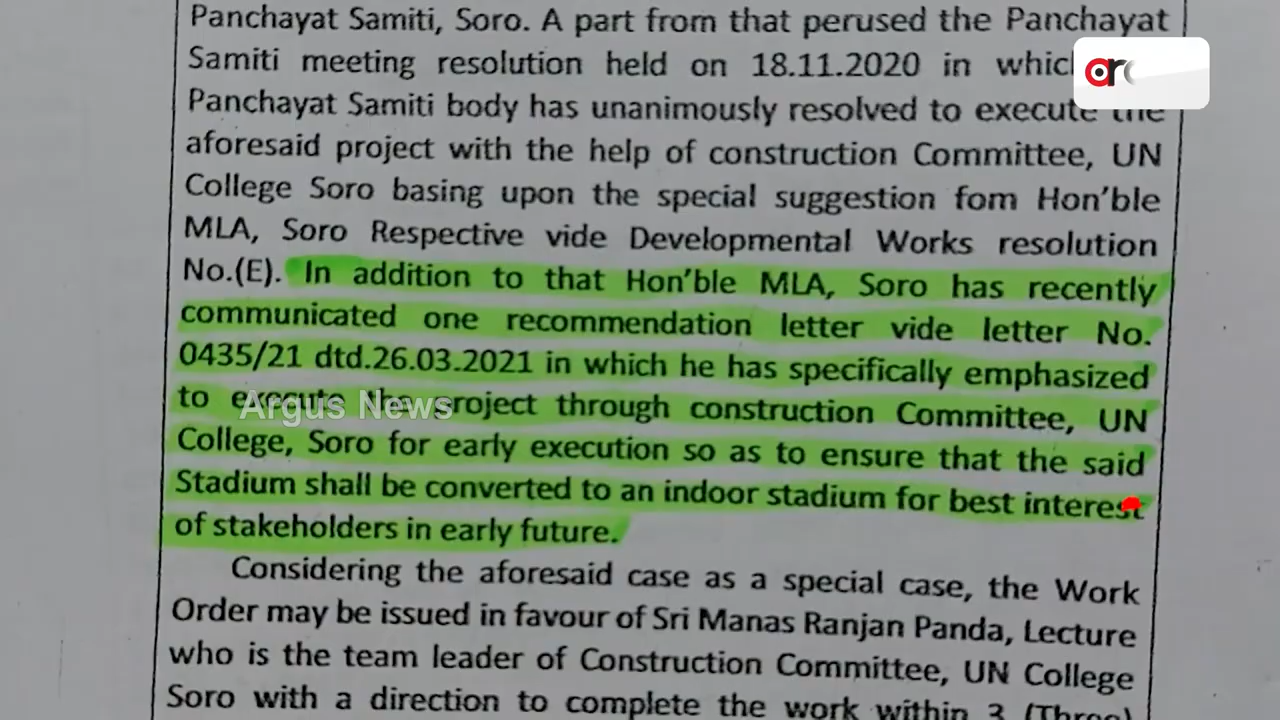 Panchayat Samiti, Soro. A part from that perused the Panchayat
Samiti meeting resolution held on 18.11.2020 in which
Panchayat Samiti body has unanimously resolved to execute the
aforesaid project with the help of construction Committee, UN
College Soro basing upon the special suggestion fom Hon'ble
MLA, Soro Respective vide Developmental Works resolution
No.(E). In addition to that Hon'ble MLA, Soro has recently
communicated one recommendation letter vide letter No.
0435/21 dtd.26.03.2021 in which he has specifically emphasized
to execute the project through construction Committee, UN
College, Soro for early execution so as to ensure that the said
Stadium shall be converted to an indoor stadium for best interest
of stakeholders in early future.
Considering the aforesaid case as a special case, the Work
Order may be issued in favour of Sri Manas Ranjan Panda, Lecture
who is the team leader of Construction Committee, UN College
Soro with a direction to complete the work within 3 (Three)
Argus News